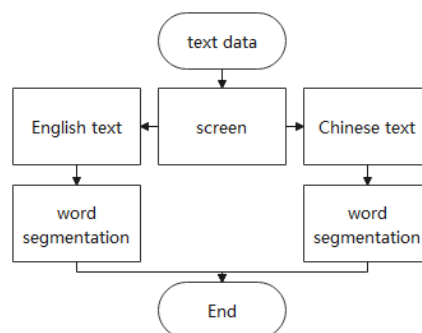 text data
English text
screen
Chinese text
word
segmentation
word
segmentation
End